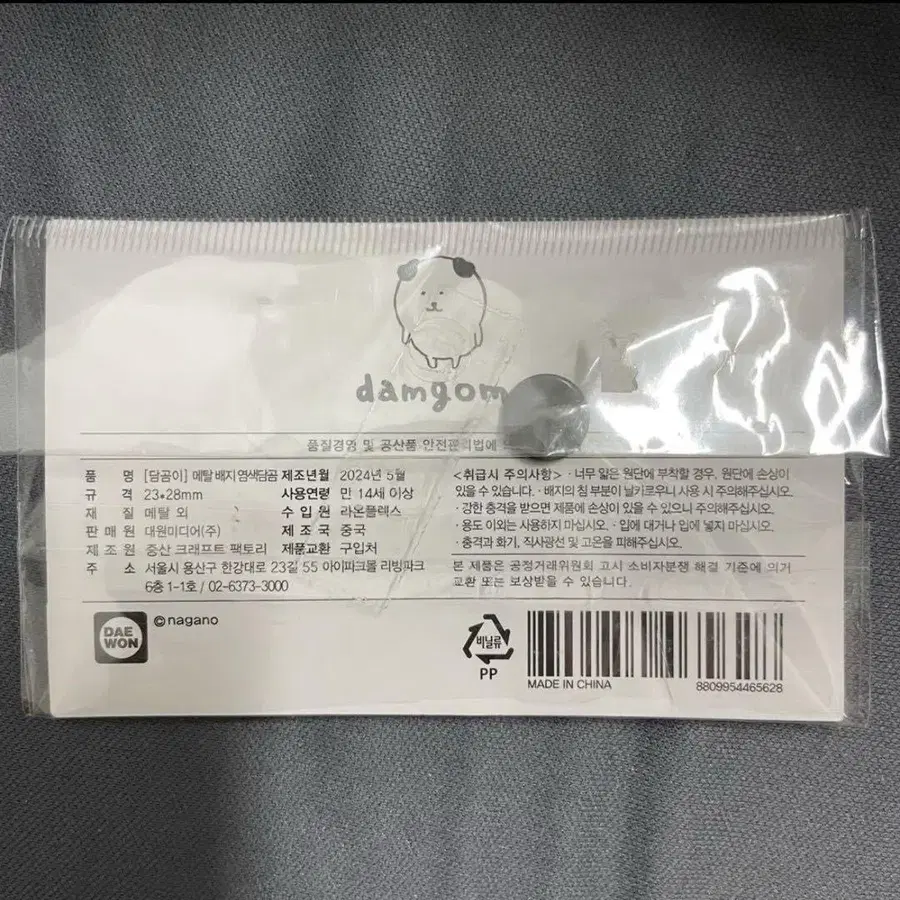 damgom
품질경영 및 공산품 안전관리법에
품 명 [담곰이] 메탈 배지 염색담곰 제조년월 2024년 5월
규 격 23*28mm 사용연령 만 14세 이상
재 질 메탈 외 수 입 원 라온플렉스
판 매 원 대원미디어(주) 제 조 국 중국
제 조 원 중산 크래프트 팩토리 제품교환 구입처
주 소 서울시 용산구 한강대로 23길 55 아이파크몰 리빙파크
6층 1-1호 / 02-6373-3000
<취급시 주의사항> · 너무 얇은 원단에 부착할 경우, 원단에 손상이
있을 수 있습니다. · 배지의 침 부분이 날카로우니 사용 시 주의해주십시오.
· 강한 충격을 받으면 제품에 손상이 있을 수 있으니 주의해주십시오.
· 용도 이외는 사용하지 마십시오. · 입에 대거나 입에 넣지 마십시오.
· 충격과 화기, 직사광선 및 고온을 피해주십시오.
본 제품은 공정거래위원회 고시 소비자분쟁 해결 기준에 의거
교환 또는 보상받을 수 있습니다.
DAE
WON
©nagano
비닐류
PP
MADE IN CHINA 8809954465628